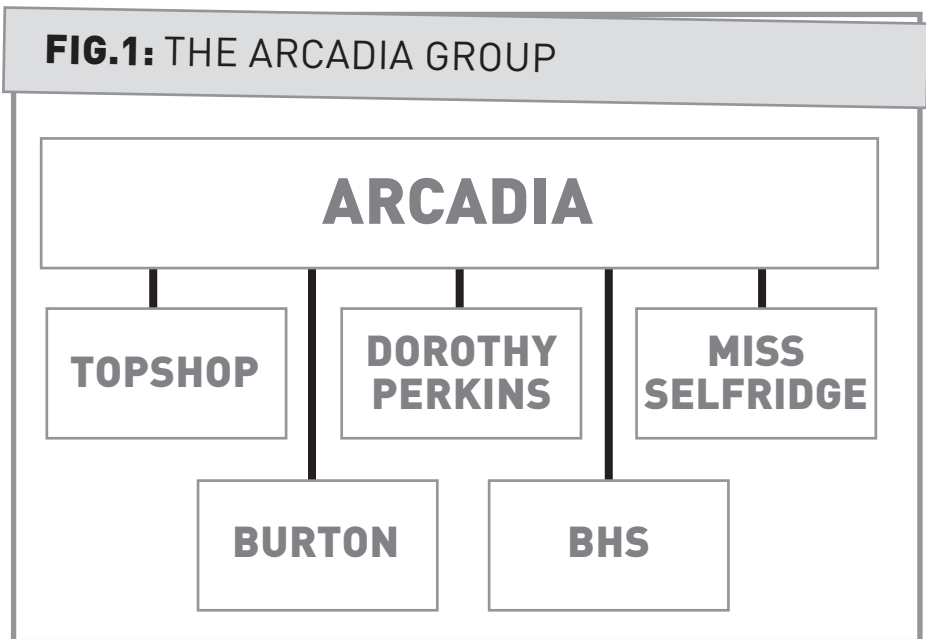 FIG.1: THE ARCADIA GROUP
ARCADIA
TOPSHOP
DOROTHY
PERKINS
MISS
SELFRIDGE
BURTON
BHS